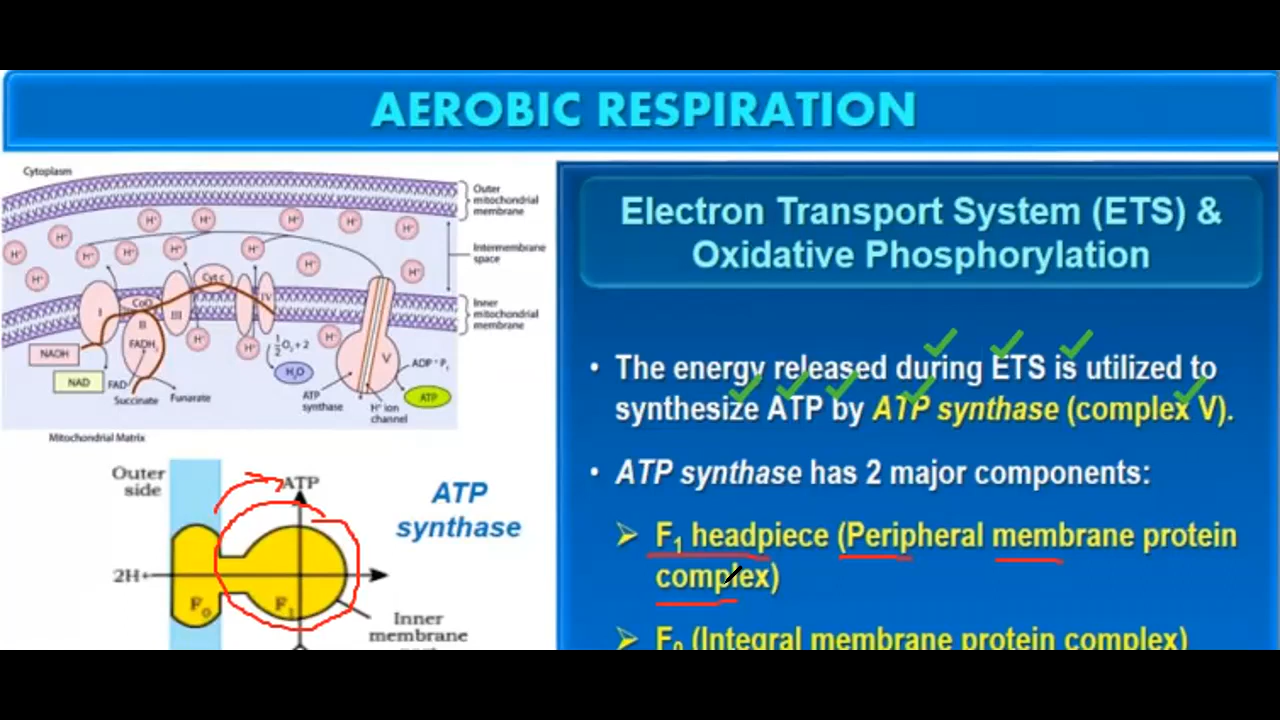 AEROBIC RESPIRATION
Cytoplasm
Outer
mitochondrial
membrane
H⁺ H⁺ H⁺ H⁺ H⁺
H⁺ H⁺ H⁺ H⁺ H⁺ H⁺
H⁺ H⁺ H⁺
Intermembrane
space
Inner
mitochondrial
membrane
I CoQ III Cyt c IV
II
FADH₂
H⁺ H⁺ H⁺
V
NADH
NAD
FAD
Succinate
Funarate
½O₂ + 2
H₂O
ADP + Pᵢ
ATP
ATP
synthase
H⁺ ion
channel
Mitochondrial Matrix
Outer
side
ATP
2H+
F₀ F₁
Inner
membrane
ATP
synthase
Electron Transport System (ETS) &
Oxidative Phosphorylation
• The energy released during ETS is utilized to
synthesize ATP by ATP synthase (complex V).
• ATP synthase has 2 major components:
➢ F₁ headpiece (Peripheral membrane protein
complex)
➢ F₀ (Integral membrane protein complex)